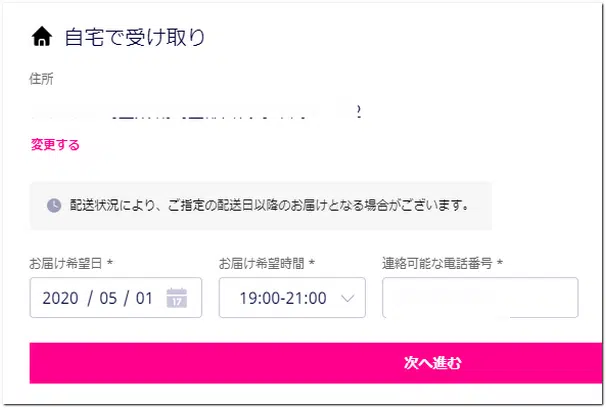 自宅で受け取り
住所
変更する
配送状況により、ご指定の配送日以降のお届けとなる場合がございます。
お届け希望日 * お届け希望時間 * 連絡可能な電話番号 *
2020 / 05 / 01 17 19:00-21:00
次へ進む